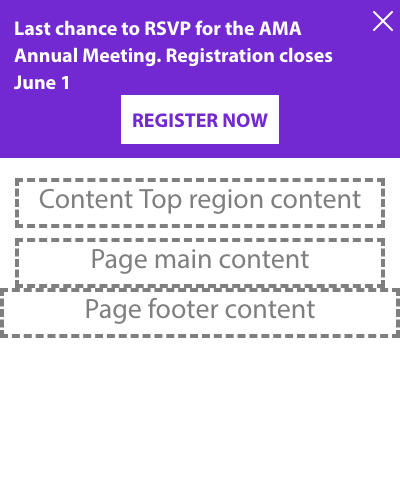 Last chance to RSVP for the AMA
Annual Meeting. Registration closes
June 1
REGISTER NOW
Content Top region content
Page main content
Page footer content